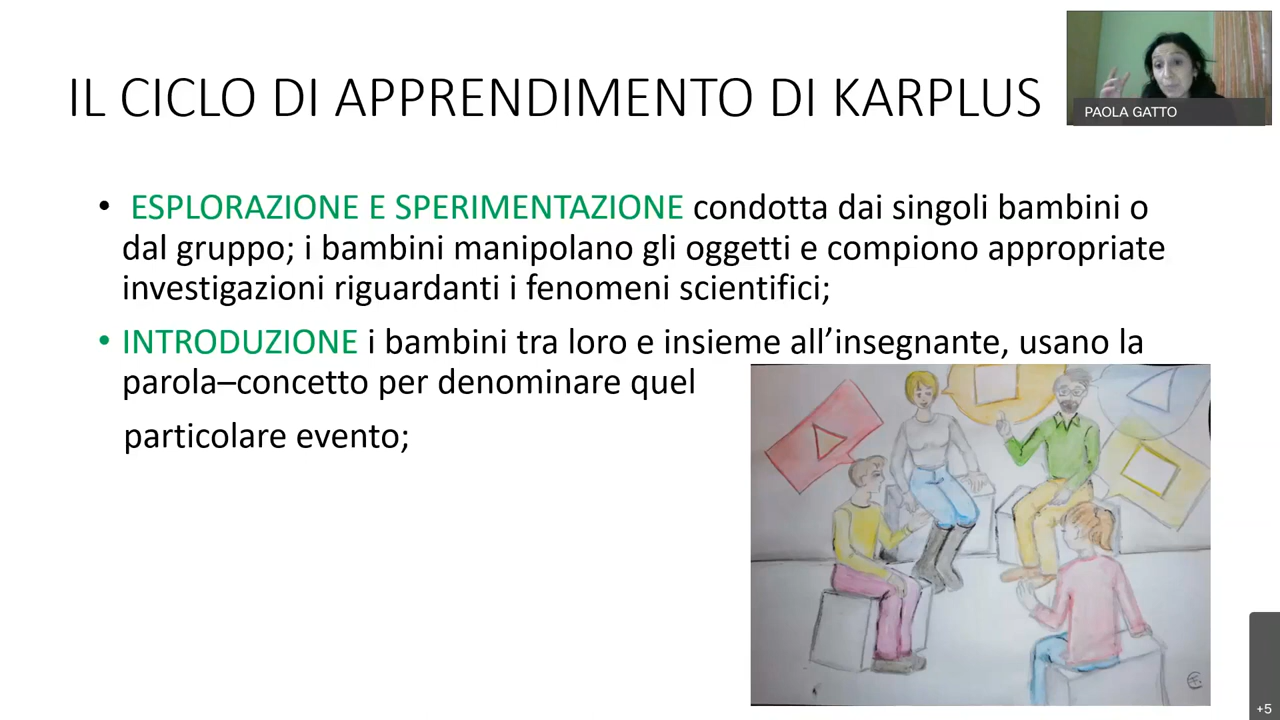 IL CICLO DI APPRENDIMENTO DI KARPLUS
PAOLA GATTO
• ESPLORAZIONE E SPERIMENTAZIONE condotta dai singoli bambini o
dal gruppo; i bambini manipolano gli oggetti e compiono appropriate
investigazioni riguardanti i fenomeni scientifici;
• INTRODUZIONE i bambini tra loro e insieme all’insegnante, usano la
parola–concetto per denominare quel
particolare evento;
+5